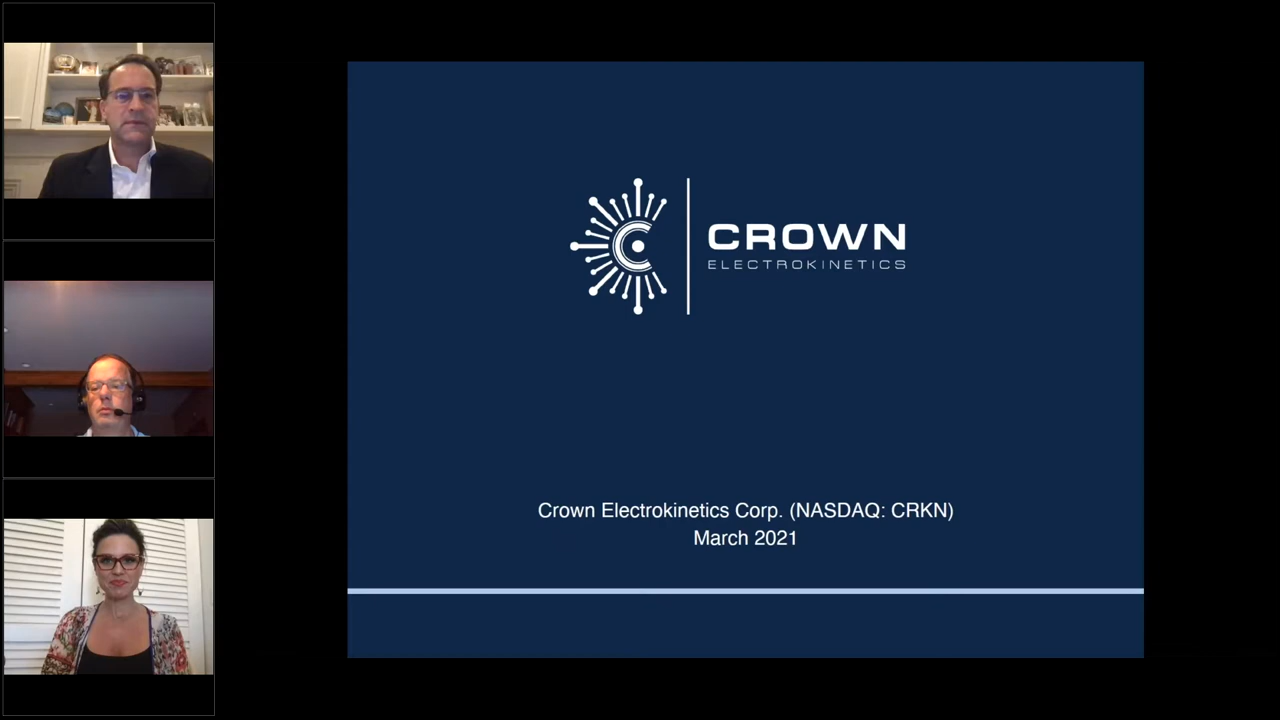 CROWN
ELECTROKINETICS
Crown Electrokinetics Corp. (NASDAQ: CRKN)
March 2021